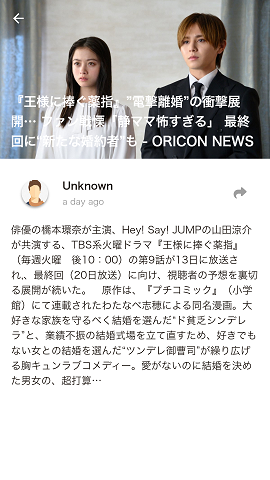 『王様に捧ぐ薬指』”電撃離婚”の衝撃展
開… ファン戦慄「静ママ怖すぎる」 最終
回に“新たな婚約者”も - ORICON NEWS
Unknown
a day ago
俳優の橋本環奈が主演、Hey! Say! JUMPの山田涼介
が共演する、TBS系火曜ドラマ『王様に捧ぐ薬指』
（毎週火曜　後10：00）の第9話が13日に放送さ
れ,、最終回（20日放送）に向け、視聴者の予想を裏切
る展開が続いた。　原作は、『プチコミック』（小学
館）にて連載されたわたなべ志穂による同名漫画。大
好きな家族を守るべく結婚を選んだ“ド貧乏シンデレ
ラ”と、業績不振の結婚式場を立て直すため、好きでも
ない女との結婚を選んだ“ツンデレ御曹司”が繰り広げ
る胸キュンラブコメディー。愛がないのに結婚を決め
た男女の、超打算…